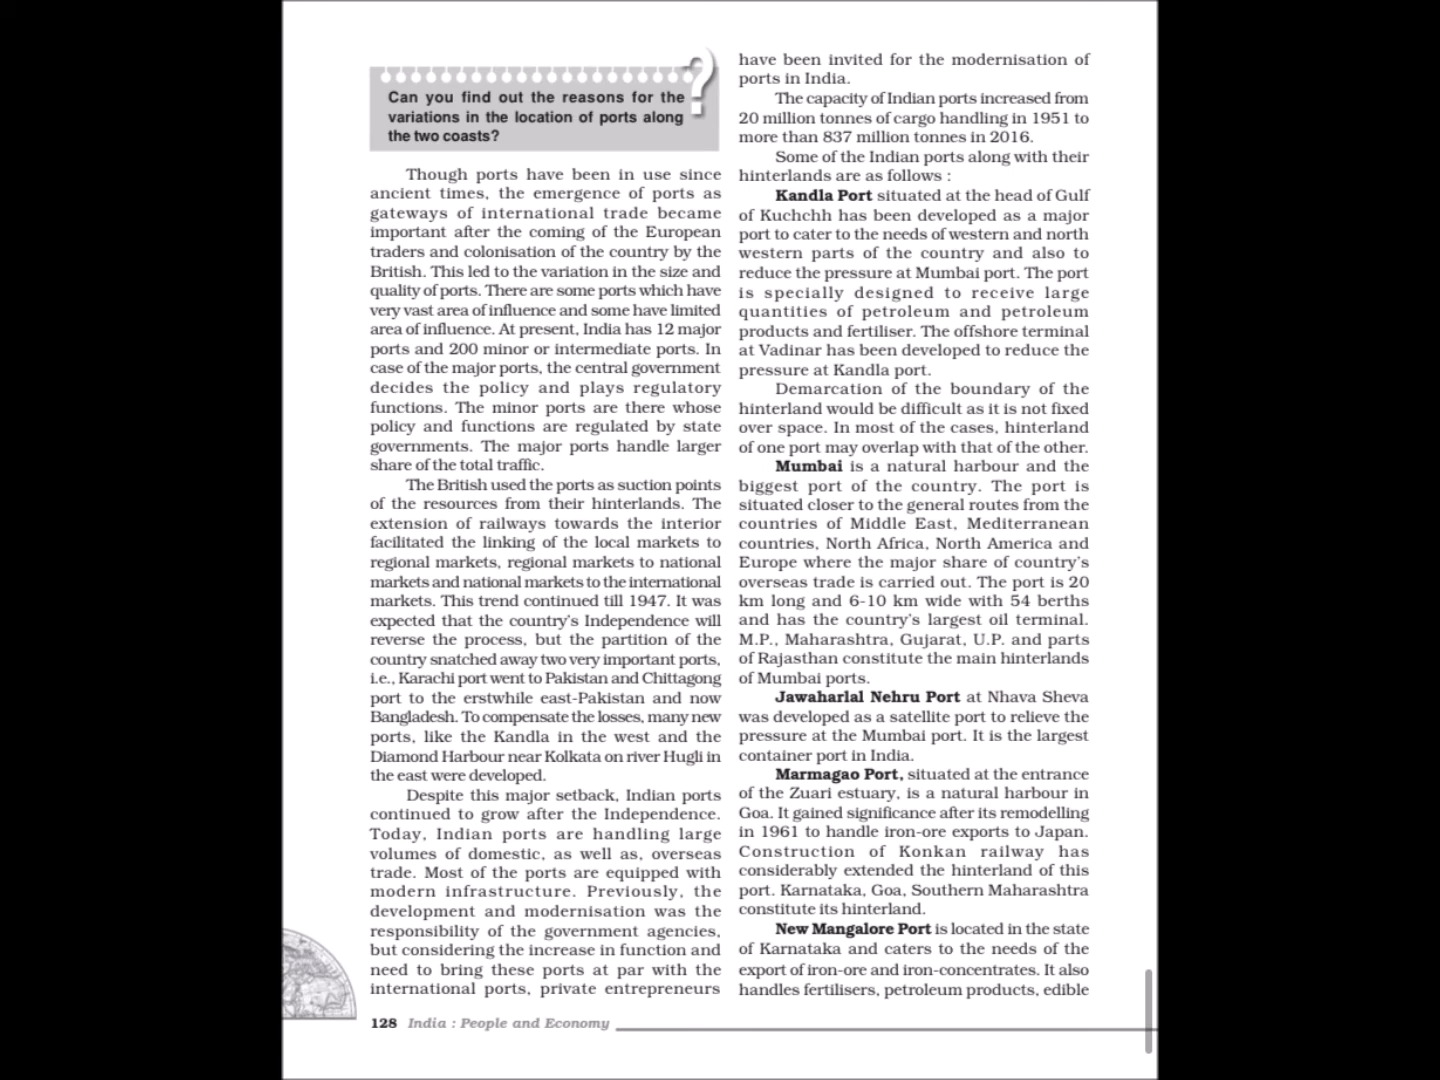 ?
Can you find out the reasons for the
variations in the location of ports along
the two coasts?
Though ports have been in use since
ancient times, the emergence of ports as
gateways of international trade became
important after the coming of the European
traders and colonisation of the country by the
British. This led to the variation in the size and
quality of ports. There are some ports which have
very vast area of influence and some have limited
area of influence. At present, India has 12 major
ports and 200 minor or intermediate ports. In
case of the major ports, the central government
decides the policy and plays regulatory
functions. The minor ports are there whose
policy and functions are regulated by state
governments. The major ports handle larger
share of the total traffic.
The British used the ports as suction points
of the resources from their hinterlands. The
extension of railways towards the interior
facilitated the linking of the local markets to
regional markets, regional markets to national
markets and national markets to the international
markets. This trend continued till 1947. It was
expected that the country's Independence will
reverse the process, but the partition of the
country snatched away two very important ports,
i.e., Karachi port went to Pakistan and Chittagong
port to the erstwhile east-Pakistan and now
Bangladesh. To compensate the losses, many new
ports, like the Kandla in the west and the
Diamond Harbour near Kolkata on river Hugli in
the east were developed.
Despite this major setback, Indian ports
continued to grow after the Independence.
Today, Indian ports are handling large
volumes of domestic, as well as, overseas
trade. Most of the ports are equipped with
modern infrastructure. Previously, the
development and modernisation was the
responsibility of the government agencies,
but considering the increase in function and
need to bring these ports at par with the
international ports, private entrepreneurs
have been invited for the modernisation of
ports in India.
The capacity of Indian ports increased from
20 million tonnes of cargo handling in 1951 to
more than 837 million tonnes in 2016.
Some of the Indian ports along with their
hinterlands are as follows :
Kandla Port situated at the head of Gulf
of Kuchchh has been developed as a major
port to cater to the needs of western and north
western parts of the country and also to
reduce the pressure at Mumbai port. The port
is specially designed to receive large
quantities of petroleum and petroleum
products and fertiliser. The offshore terminal
at Vadinar has been developed to reduce the
pressure at Kandla port.
Demarcation of the boundary of the
hinterland would be difficult as it is not fixed
over space. In most of the cases, hinterland
of one port may overlap with that of the other.
Mumbai is a natural harbour and the
biggest port of the country. The port is
situated closer to the general routes from the
countries of Middle East, Mediterranean
countries, North Africa, North America and
Europe where the major share of country's
overseas trade is carried out. The port is 20
km long and 6-10 km wide with 54 berths
and has the country's largest oil terminal.
M.P., Maharashtra, Gujarat, U.P. and parts
of Rajasthan constitute the main hinterlands
of Mumbai ports.
Jawaharlal Nehru Port at Nhava Sheva
was developed as a satellite port to relieve the
pressure at the Mumbai port. It is the largest
container port in India.
Marmagao Port, situated at the entrance
of the Zuari estuary, is a natural harbour in
Goa. It gained significance after its remodelling
in 1961 to handle iron-ore exports to Japan.
Construction of Konkan railway has
considerably extended the hinterland of this
port. Karnataka, Goa, Southern Maharashtra
constitute its hinterland.
New Mangalore Port is located in the state
of Karnataka and caters to the needs of the
export of iron-ore and iron-concentrates. It also
handles fertilisers, petroleum products, edible
128 India : People and Economy